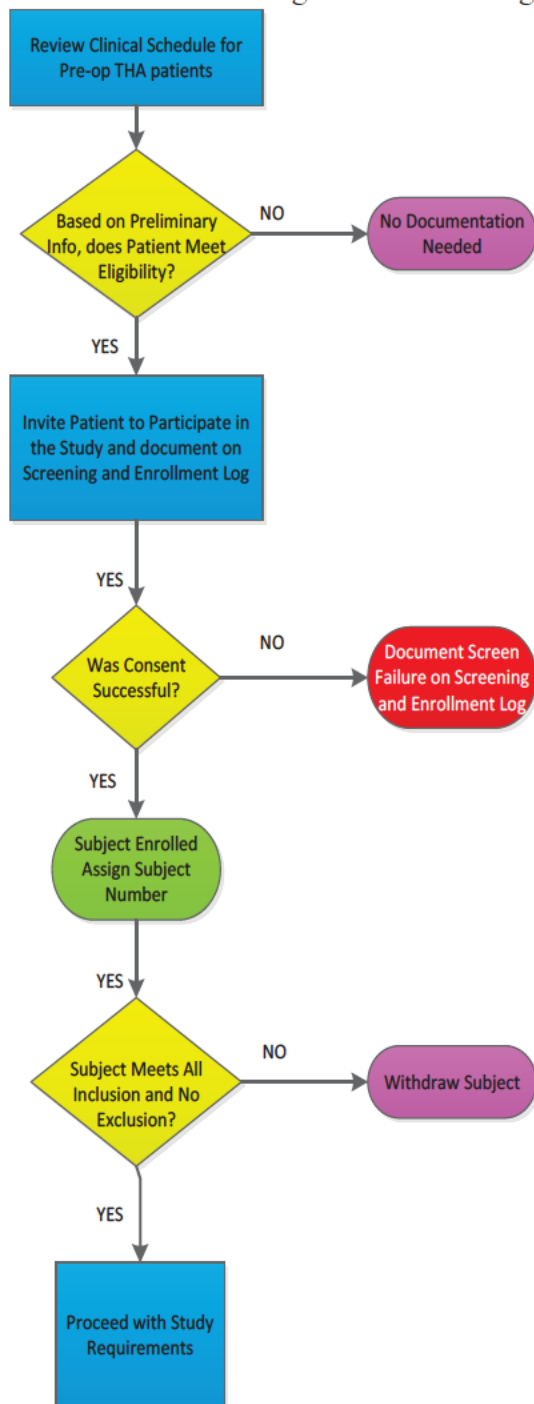 Review Clinical Schedule for
Pre-op THA patients
Based on Preliminary
Info, does Patient Meet
Eligibility?
NO
No Documentation
Needed
YES
Invite Patient to Participate in
the Study and document on
Screening and Enrollment Log
YES
Was Consent
Successful?
NO
Document Screen
Failure on Screening
and Enrollment Log
YES
Subject Enrolled
Assign Subject
Number
YES
Subject Meets All
Inclusion and No
Exclusion?
NO
Withdraw Subject
YES
Proceed with Study
Requirements